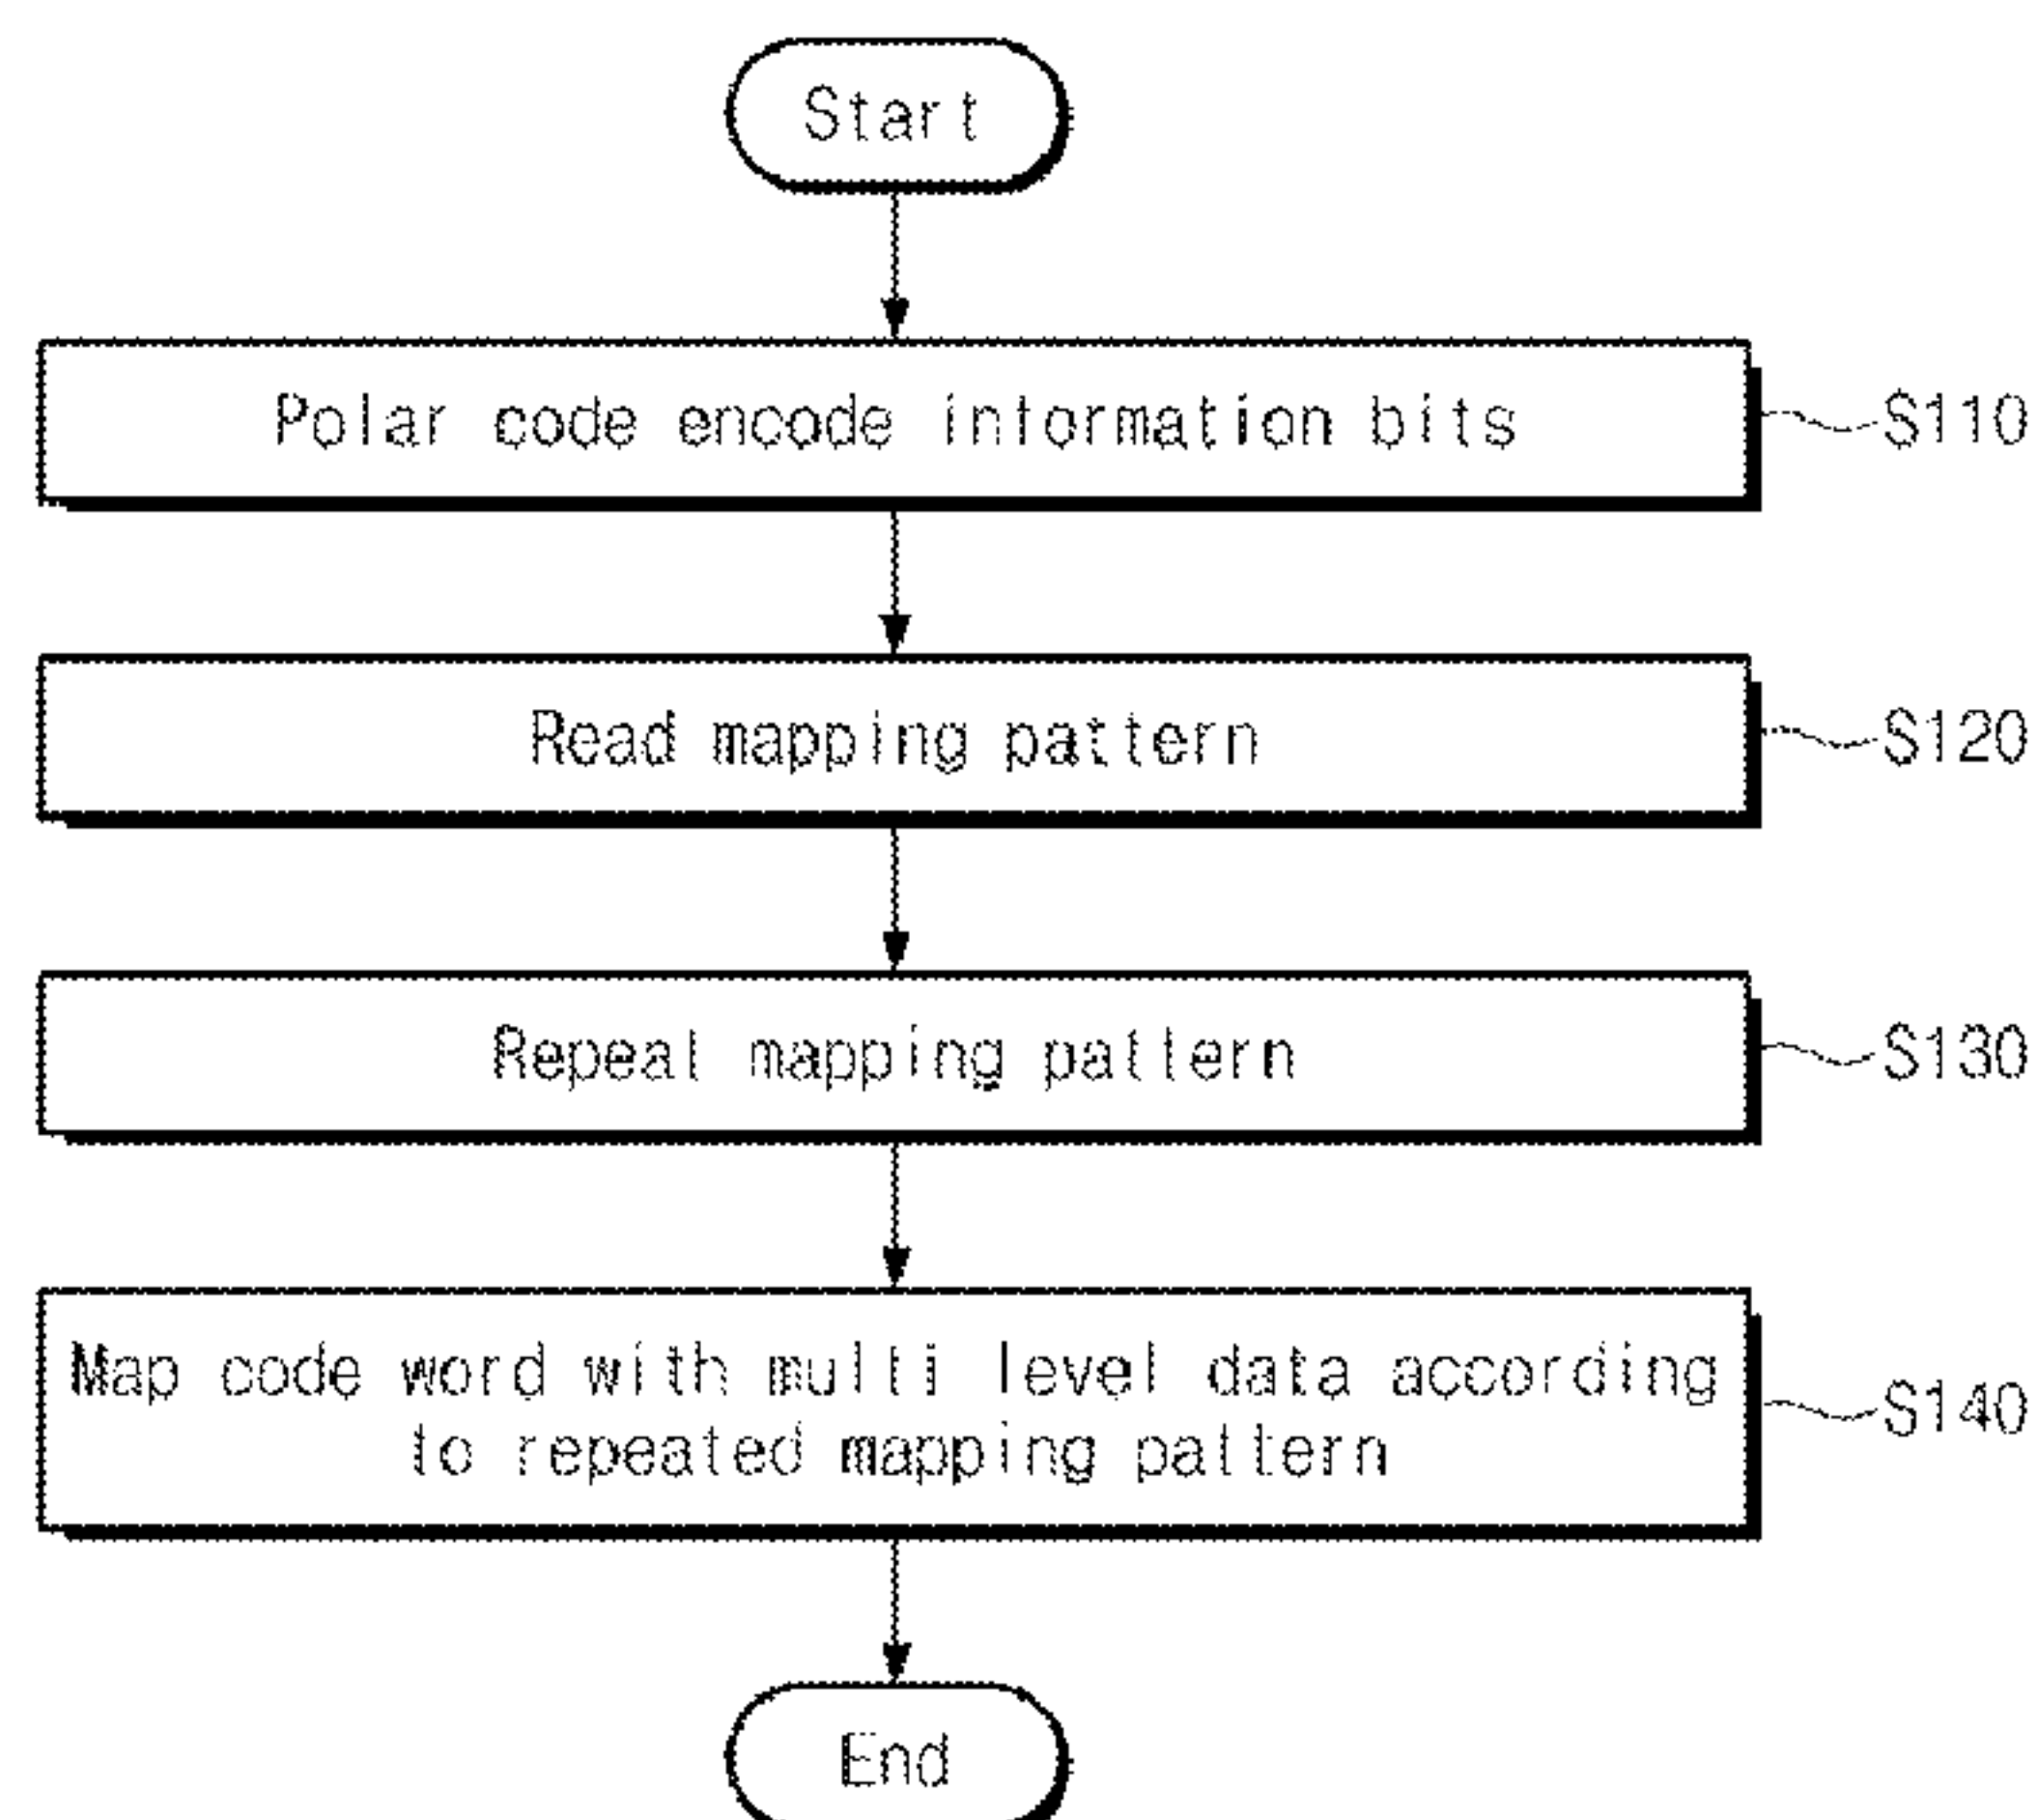 Start
Polar code encode information bits
S110
Read mapping pattern
S120
Repeat mapping pattern
S130
Map code word with multi level data according
to repeated mapping pattern
S140
End